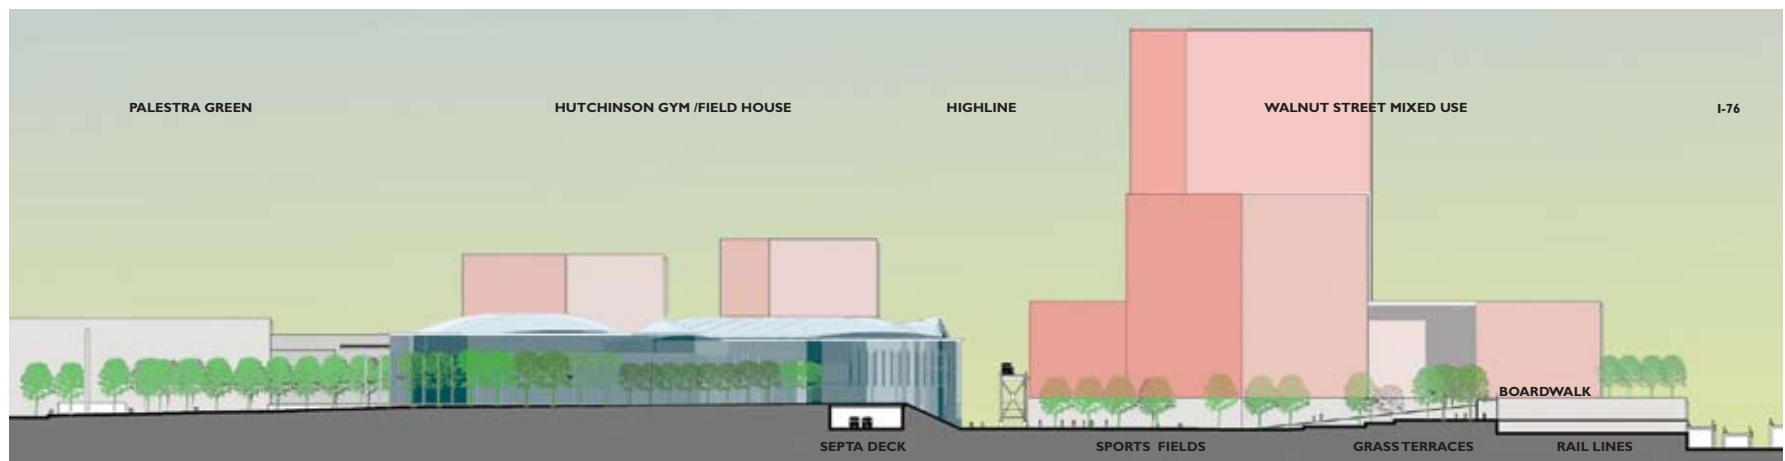 PALESTRA GREEN
HUTCHINSON GYM /FIELD HOUSE
HIGHLINE
WALNUT STREET MIXED USE
I-76
BOARDWALK
SEPTA DECK
SPORTS FIELDS
GRASS TERRACES
RAIL LINES